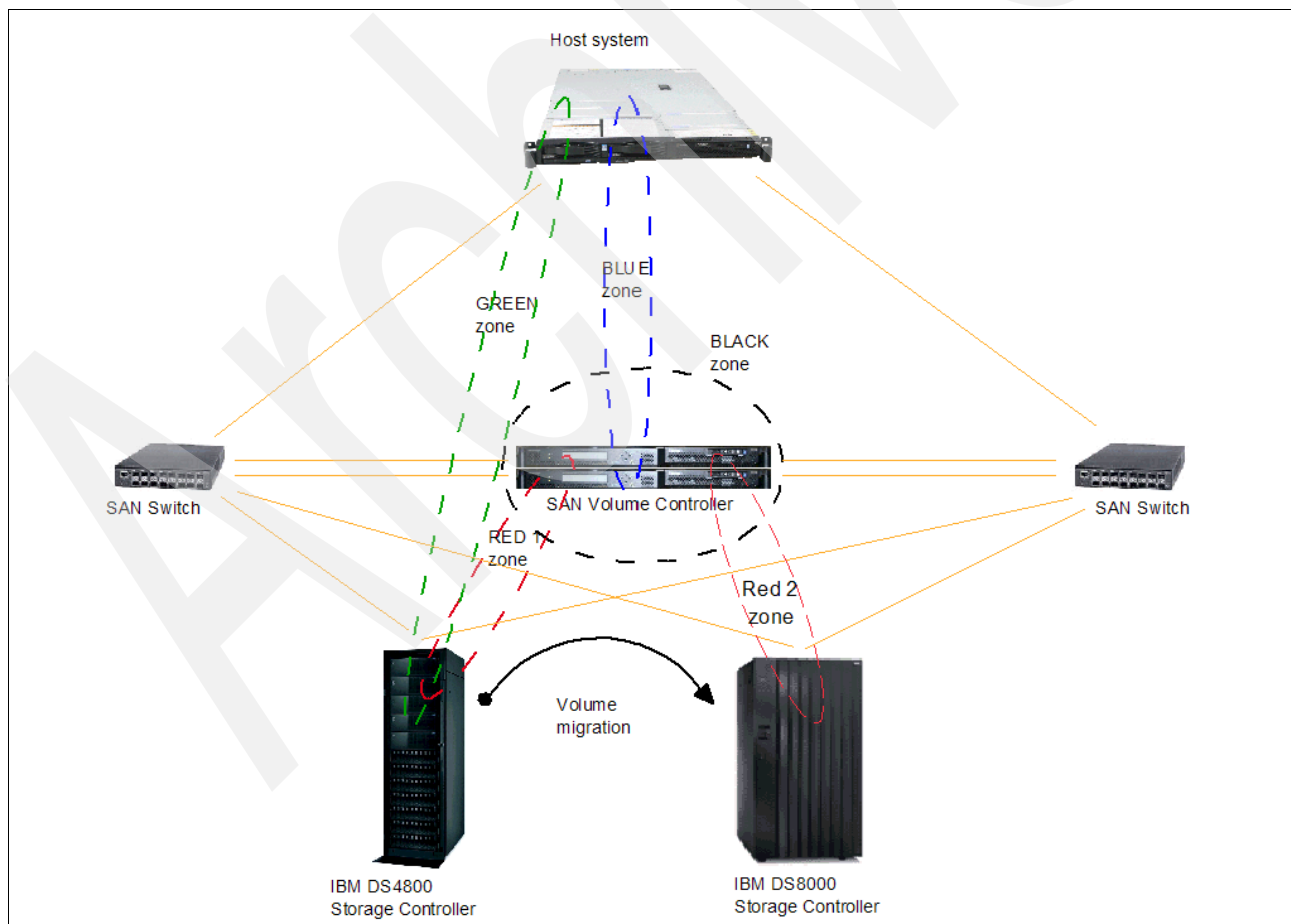 Host system
BLUE
zone
GREEN
zone
BLACK
zone
SAN Switch
SAN Volume Controller
SAN Switch
RED 1
zone
Red 2
zone
Volume
migration
IBM DS4800
Storage Controller
IBM DS8000
Storage Controller